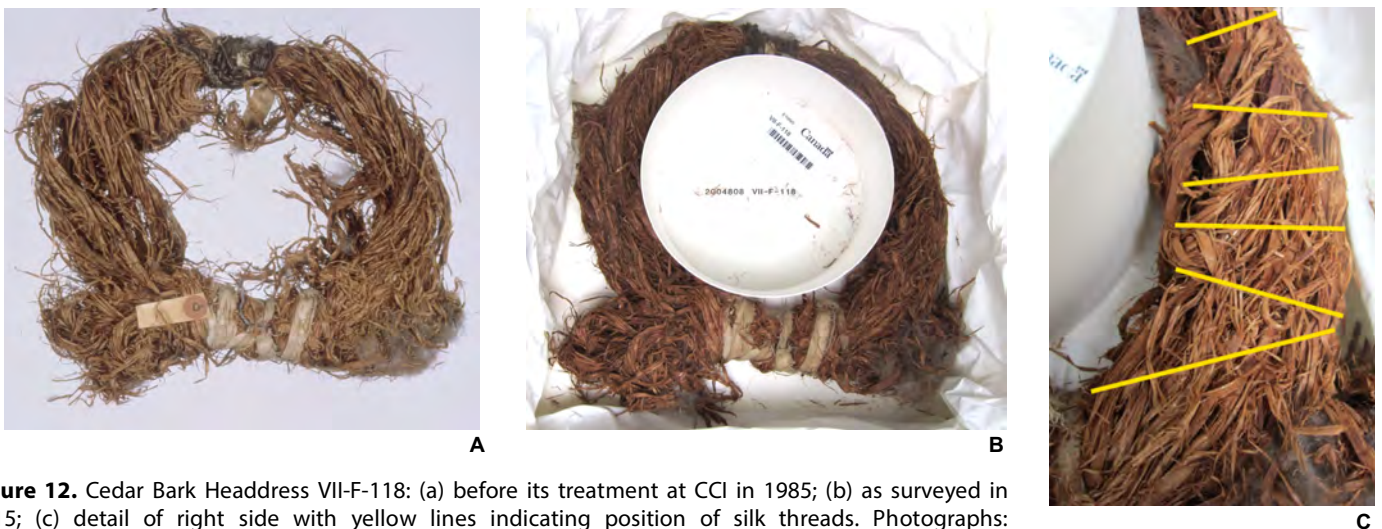 Canada
VII-F-118
2004808 VII-F-118
A
B
C
ure 12. Cedar Bark Headdress VII-F-118: (a) before its treatment at CCI in 1985; (b) as surveyed in
5; (c) detail of right side with yellow lines indicating position of silk threads. Photographs: